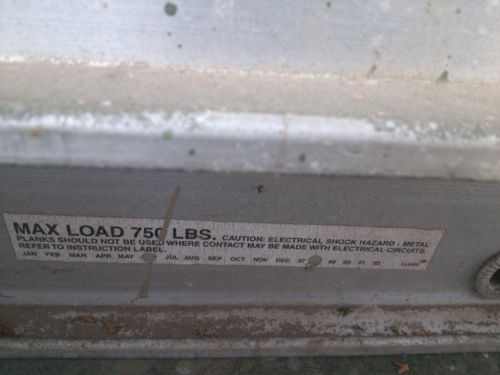 MAX LOAD 750 LBS. CAUTION: ELECTRICAL SHOCK HAZARD - METAL
PLANKS SHOULD NOT BE USED WHERE CONTACT MAY BE MADE WITH ELECTRICAL CIRCUITS.
REFER TO INSTRUCTION LABEL.
JAN FEB MAR APR MAY JUL AUG SEP OCT NOV DEC 97 99 00 01 02